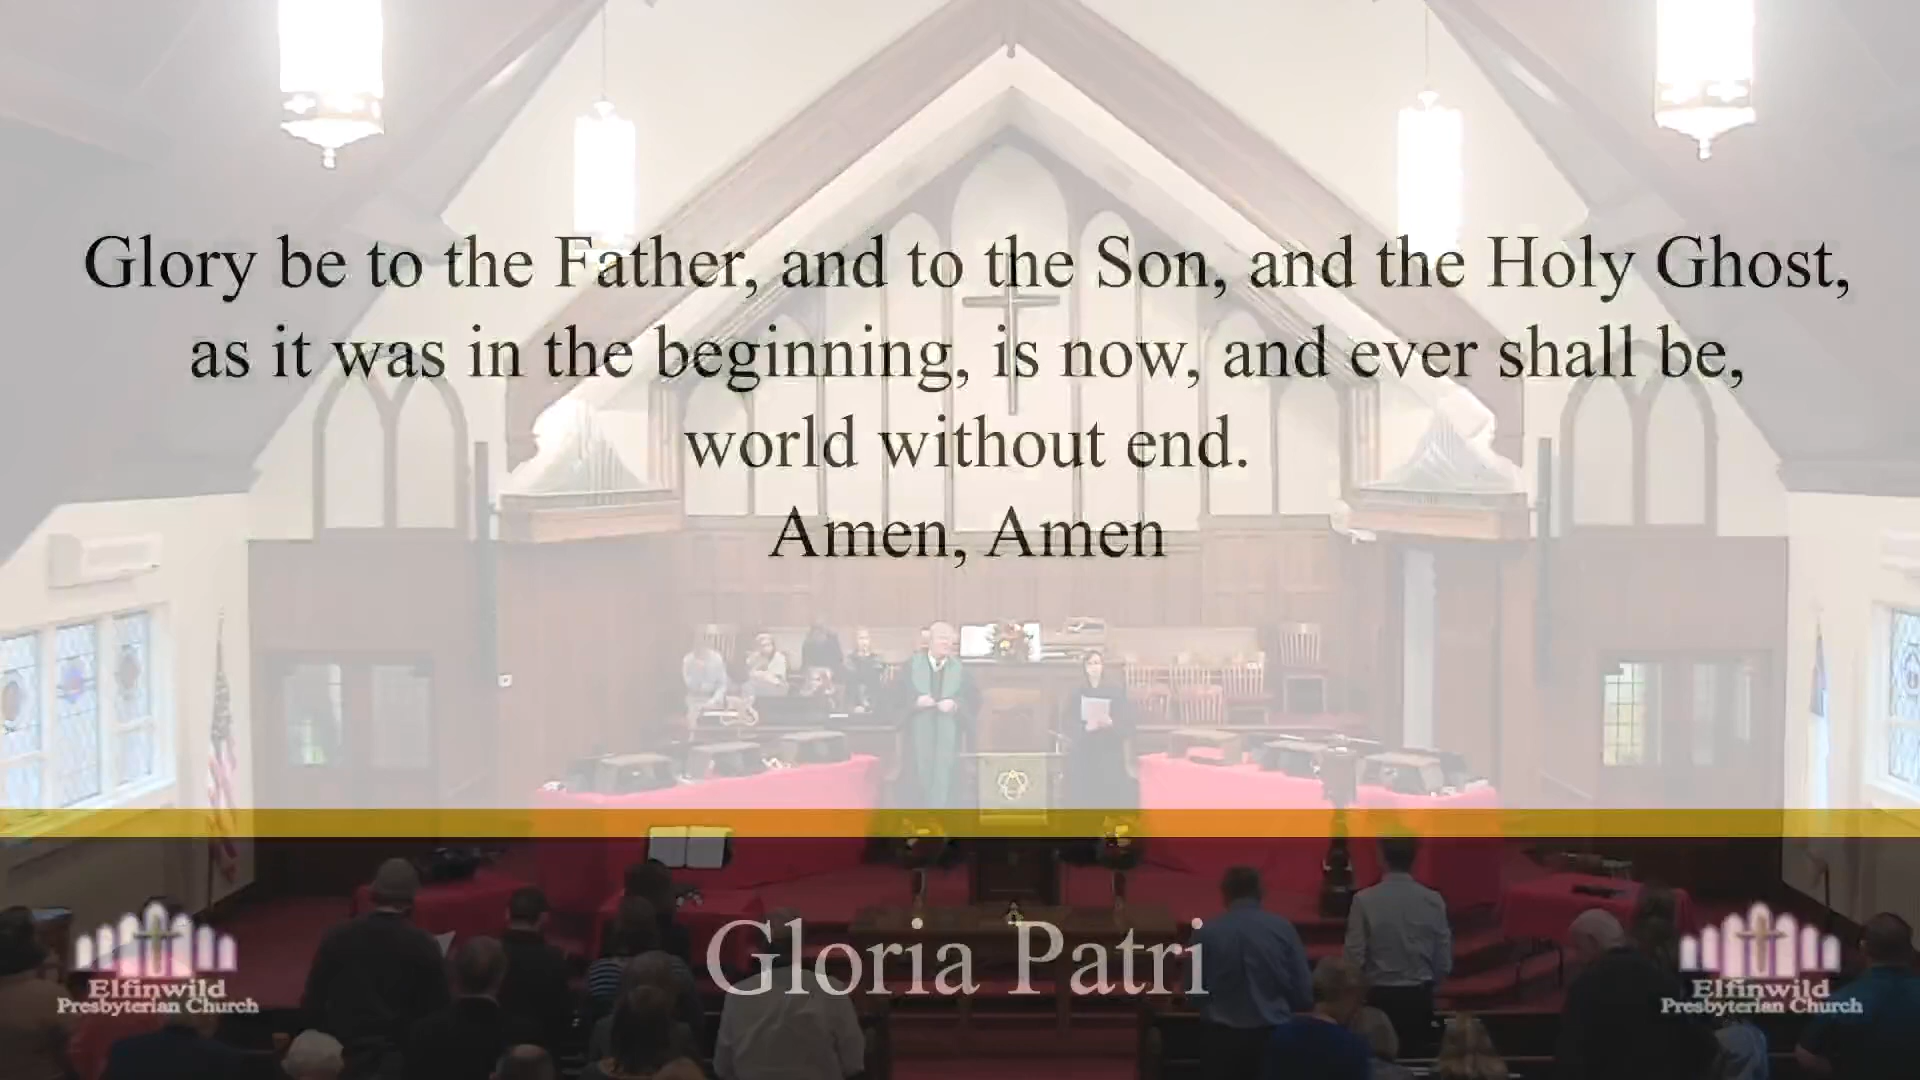 Glory be to the Father, and to the Son, and the Holy Ghost,
as it was in the beginning, is now, and ever shall be,
world without end.
Amen, Amen
Gloria Patri
Elfinwild
Presbyterian Church
Elfinwild
Presbyterian Church